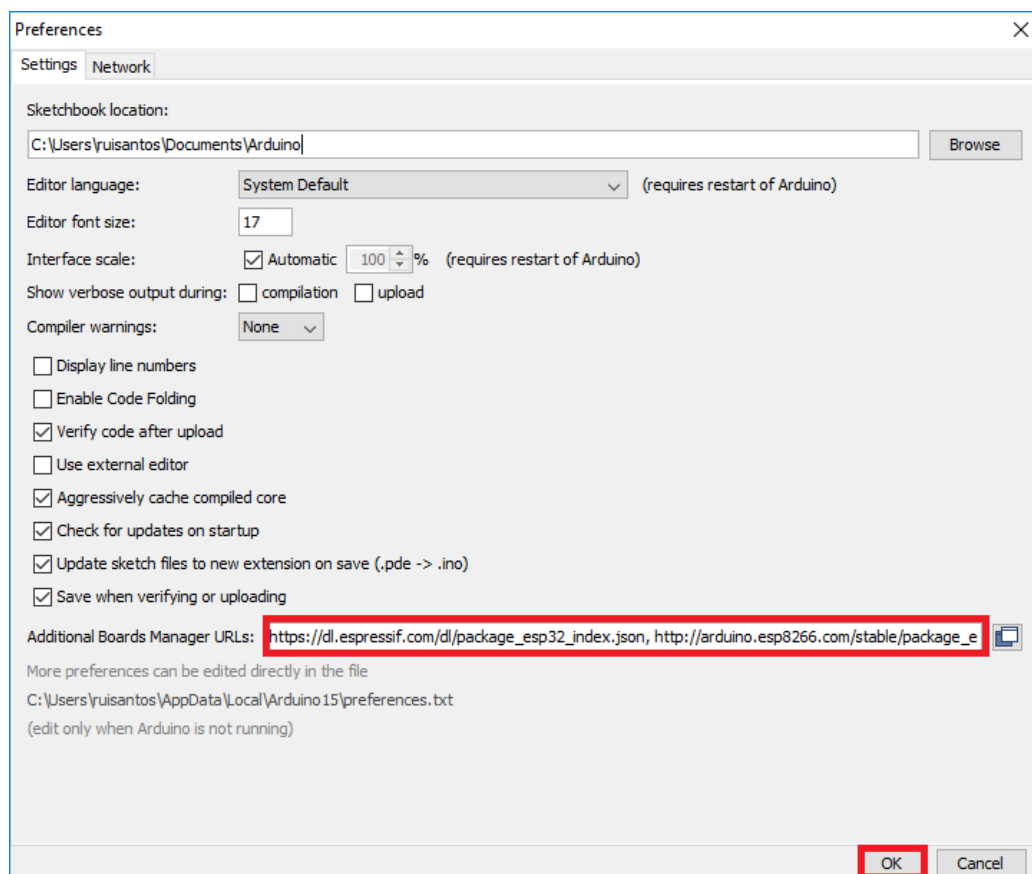 Preferences
Settings Network
Sketchbook location:
C:\Users\ruisantos\Documents\Arduino Browse
Editor language: System Default (requires restart of Arduino)
Editor font size: 17
Interface scale: Automatic 100 % (requires restart of Arduino)
Show verbose output during: compilation upload
Compiler warnings: None
Display line numbers
Enable Code Folding
Verify code after upload
Use external editor
Aggressively cache compiled core
Check for updates on startup
Update sketch files to new extension on save (.pde -> .ino)
Save when verifying or uploading
Additional Boards Manager URLs: https://dl.espressif.com/dl/package_esp32_index.json, http://arduino.esp8266.com/stable/package_e
More preferences can be edited directly in the file
C:\Users\ruisantos\AppData\Local\Arduino15\preferences.txt
(edit only when Arduino is not running)
OK Cancel